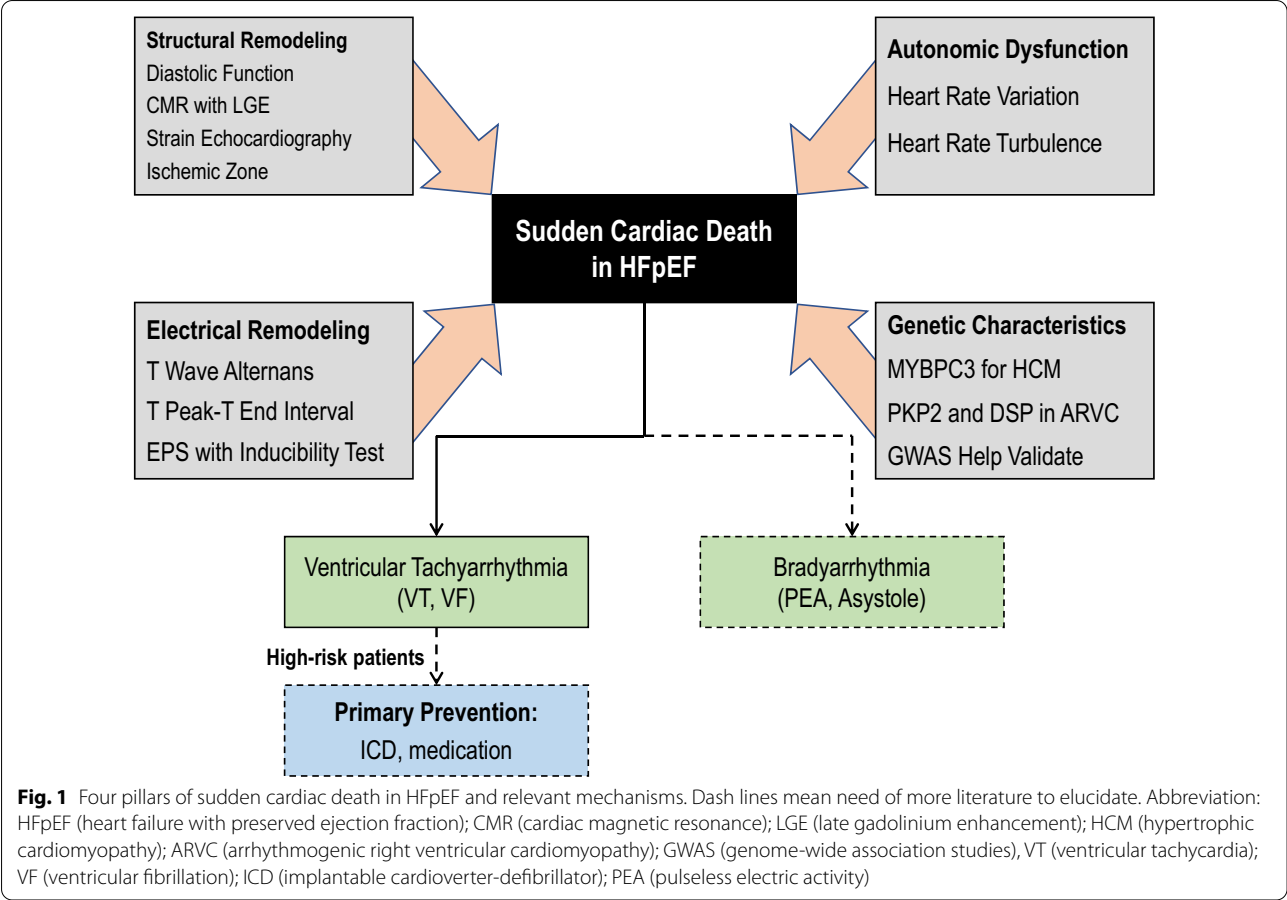 Structural Remodeling
Diastolic Function
CMR with LGE
Strain Echocardiography
Ischemic Zone
Autonomic Dysfunction
Heart Rate Variation
Heart Rate Turbulence
Sudden Cardiac Death
in HFpEF
Electrical Remodeling
T Wave Alternans
T Peak-T End Interval
EPS with Inducibility Test
Genetic Characteristics
MYBPC3 for HCM
PKP2 and DSP in ARVC
GWAS Help Validate
Ventricular Tachyarrhythmia
(VT, VF)
Bradyarrhythmia
(PEA, Asystole)
High-risk patients
Primary Prevention:
ICD, medication
Fig. 1 Four pillars of sudden cardiac death in HFpEF and relevant mechanisms. Dash lines mean need of more literature to elucidate. Abbreviation:
HFpEF (heart failure with preserved ejection fraction); CMR (cardiac magnetic resonance); LGE (late gadolinium enhancement); HCM (hypertrophic
cardiomyopathy); ARVC (arrhythmogenic right ventricular cardiomyopathy); GWAS (genome-wide association studies), VT (ventricular tachycardia);
VF (ventricular fibrillation); ICD (implantable cardioverter-defibrillator); PEA (pulseless electric activity)